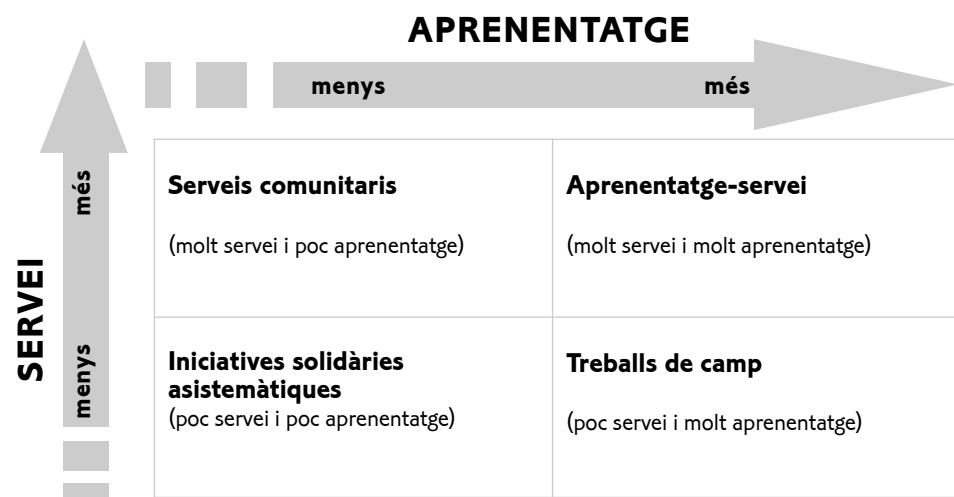 APRENENTATGE
menys
més
SERVEI
més
menys
Serveis comunitaris
(molt servei i poc aprenentatge)
Aprenentatge-servei
(molt servei i molt aprenentatge)
Iniciatives solidàries
asistemàtiques
(poc servei i poc aprenentatge)
Treballs de camp
(poc servei i molt aprenentatge)